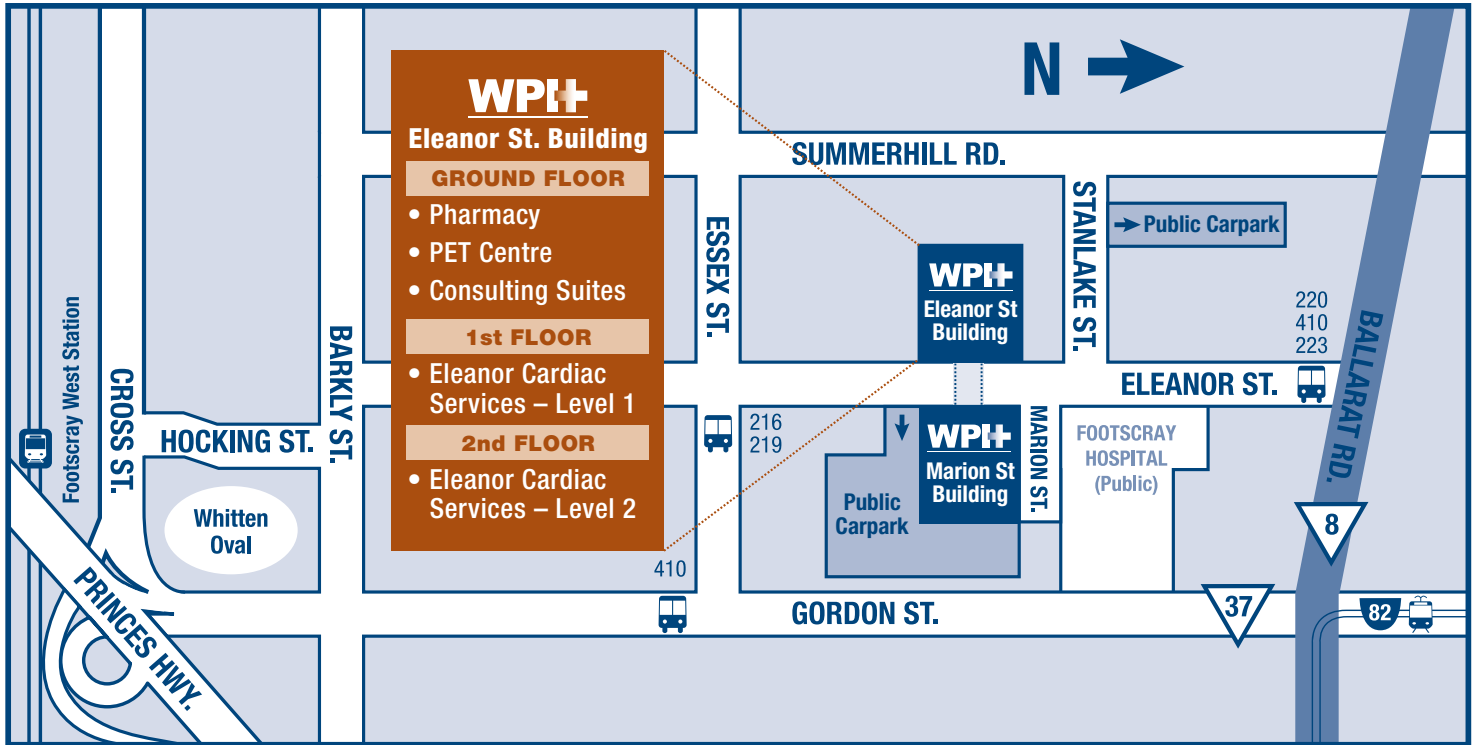 N
WPH
Eleanor St. Building
GROUND FLOOR
• Pharmacy
• PET Centre
• Consulting Suites
1st FLOOR
• Eleanor Cardiac
Services – Level 1
2nd FLOOR
• Eleanor Cardiac
Services – Level 2
SUMMERHILL RD.
STANLAKE ST.
Public Carpark
ESSEX ST.
WPH
Eleanor St
Building
220
410
223
BALLARAT RD.
ELEANOR ST.
Footscray West Station
CROSS ST.
HOCKING ST.
BARKLY ST.
216
219
WPH
Marion St
Building
MARION ST.
FOOTSCRAY
HOSPITAL
(Public)
Public
Carpark
Whitten
Oval
8
410
PRINCES HWY.
GORDON ST.
37
82